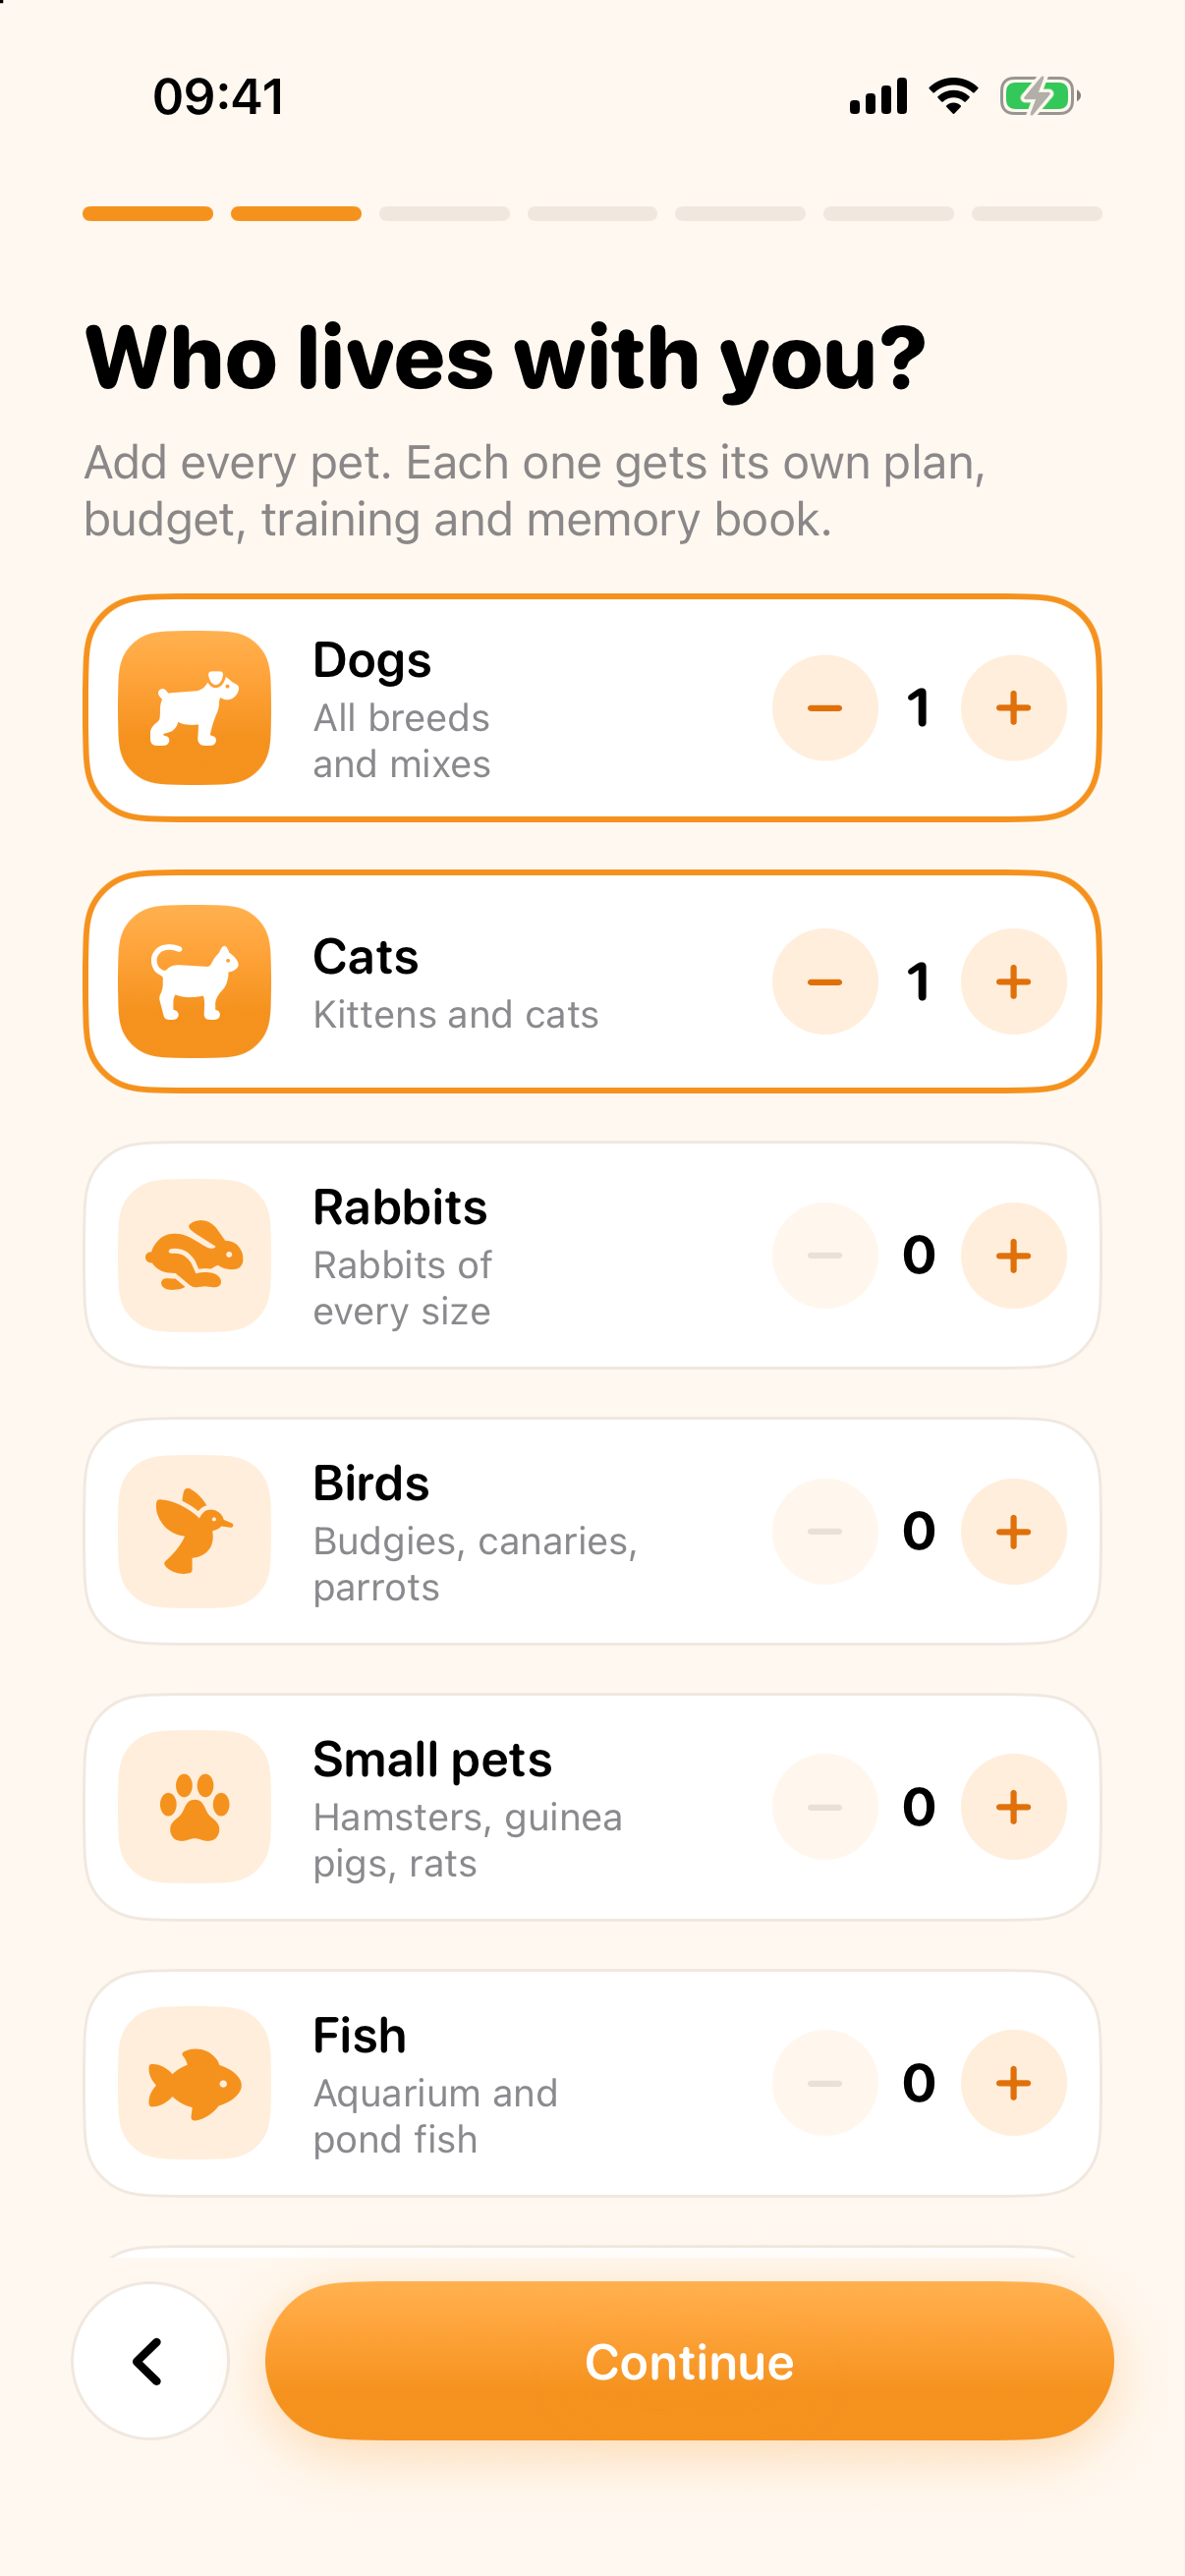 09:41
Who lives with you?
Add every pet. Each one gets its own plan,
budget, training and memory book.
Dogs
All breeds
and mixes
1
Cats
Kittens and cats
1
Rabbits
Rabbits of
every size
0
Birds
Budgies, canaries,
parrots
0
Small pets
Hamsters, guinea
pigs, rats
0
Fish
Aquarium and
pond fish
0
Continue